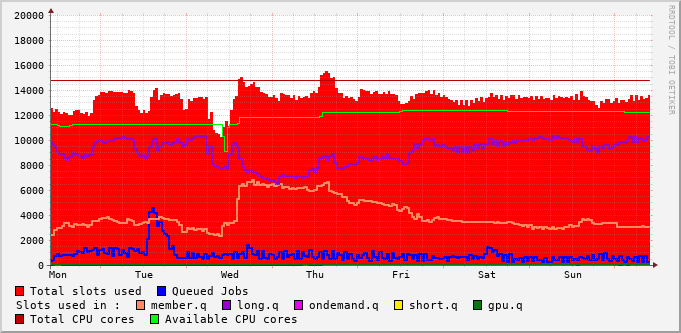 20000
18000
16000
14000
12000
10000
8000
6000
4000
2000
0
Mon Tue Wed Thu Fri Sat Sun
RRDTOOL / TOBI OETIKER
Total slots used Queued Jobs
Slots used in : member.q long.q ondemand.q short.q gpu.q
Total CPU cores Available CPU cores